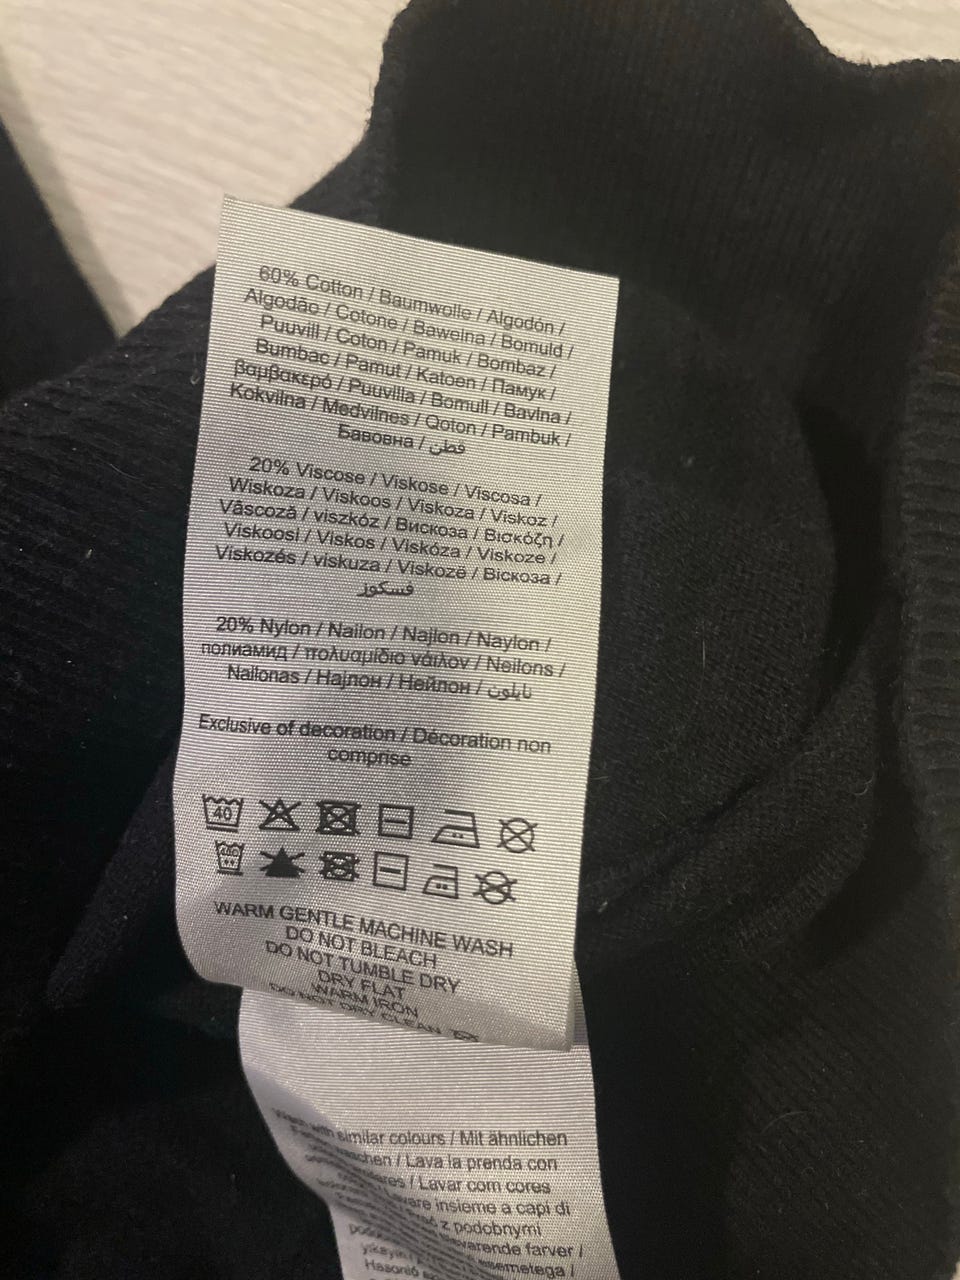 60% Cotton / Baumwolle / Algodón /
Algodão / Cotone / Bawełna / Bomuld /
Puuvill / Coton / Pamuk / Bombaz /
Bumbac / Pamut / Katoen / Памук /
βαμβακερό / Puuvilla / Bomull / Bavlna /
Kokvilna / Medvilnes / Qoton / Pambuk /
Бавовна / قطن
20% Viscose / Viskose / Viscosa /
Wiskoza / Viskoos / Viskoza / Viskoz /
Vâscoză / viszkóz / Вискоза / Βισκόζη /
Viskoosi / Viskos / Viskóza / Viskoze /
Viskozės / viskuza / Viskozë / Віскоза /
فسكوز
20% Nylon / Nailon / Najlon / Naylon /
полиамид / πολυαμίδιο νάιλον / Neilons /
Nailonas / Најлон / Нейлон / نايلون
Exclusive of decoration / Décoration non
comprise
40
40
WARM GENTLE MACHINE WASH
DO NOT BLEACH
DO NOT TUMBLE DRY
DRY FLAT
WARM IRON
DO NOT DRY CLEAN
Wash with similar colours / Mit ähnlichen
/ Lava la prenda con
/ Lavar com cores
insieme a capi di
z podobnymi
farver /